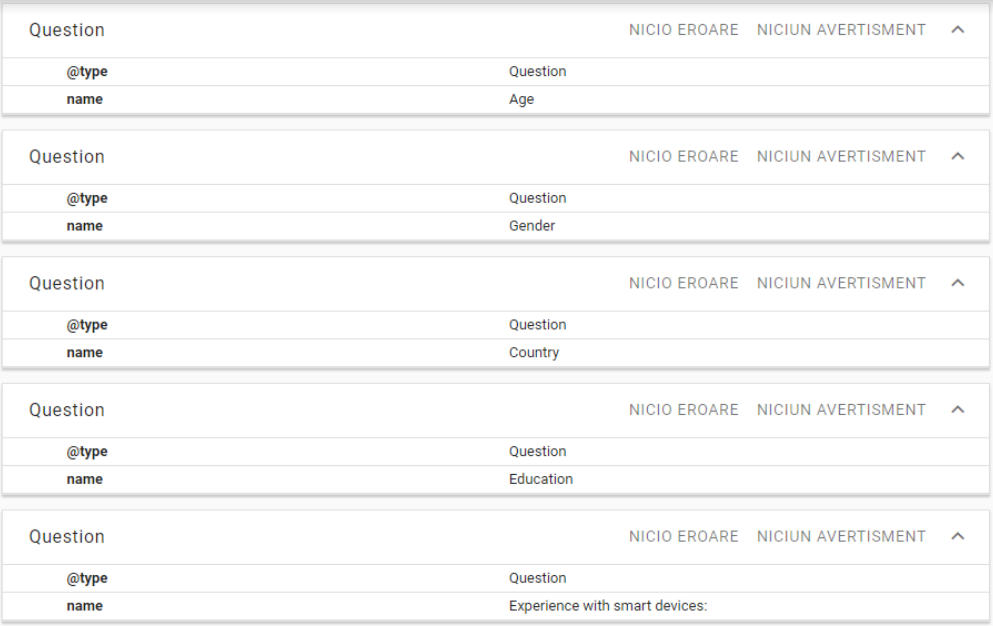 Question NICIO EROARE NICIUN AVERTISMENT
@type Question
name Age
Question NICIO EROARE NICIUN AVERTISMENT
@type Question
name Gender
Question NICIO EROARE NICIUN AVERTISMENT
@type Question
name Country
Question NICIO EROARE NICIUN AVERTISMENT
@type Question
name Education
Question NICIO EROARE NICIUN AVERTISMENT
@type Question
name Experience with smart devices: